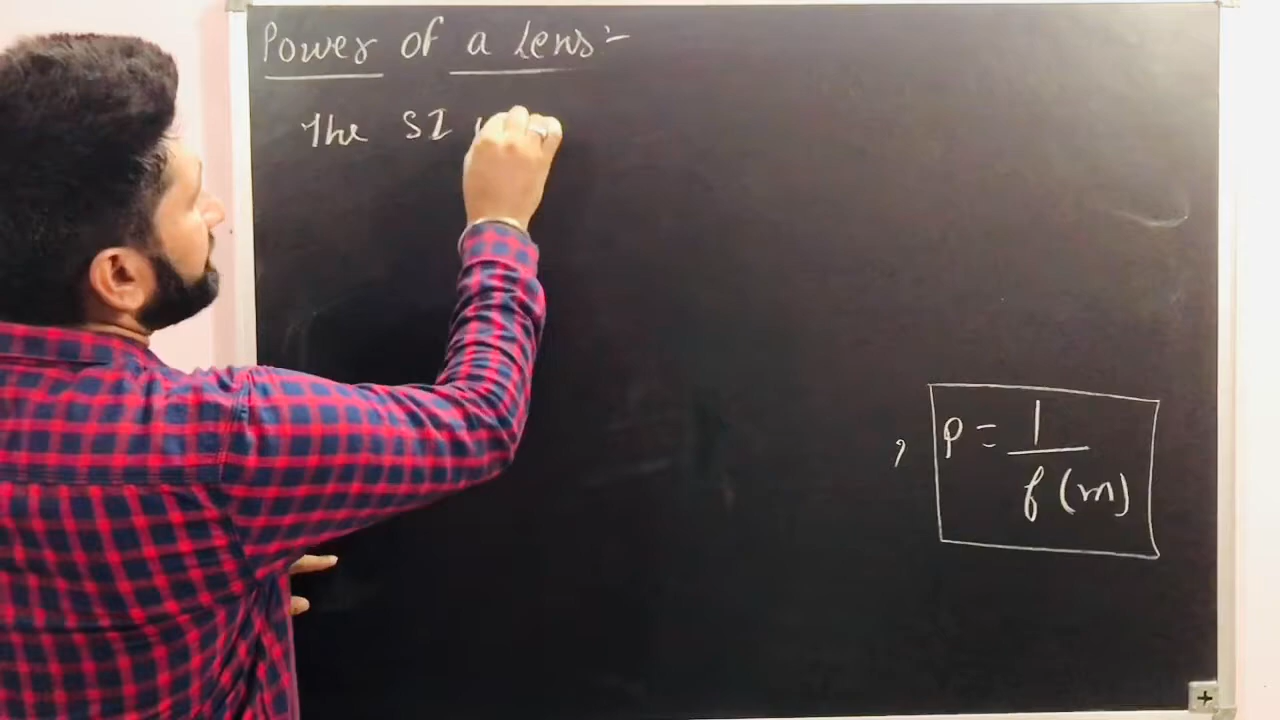 Power of a Lens:-
The SI
, P = 1 / f (m)